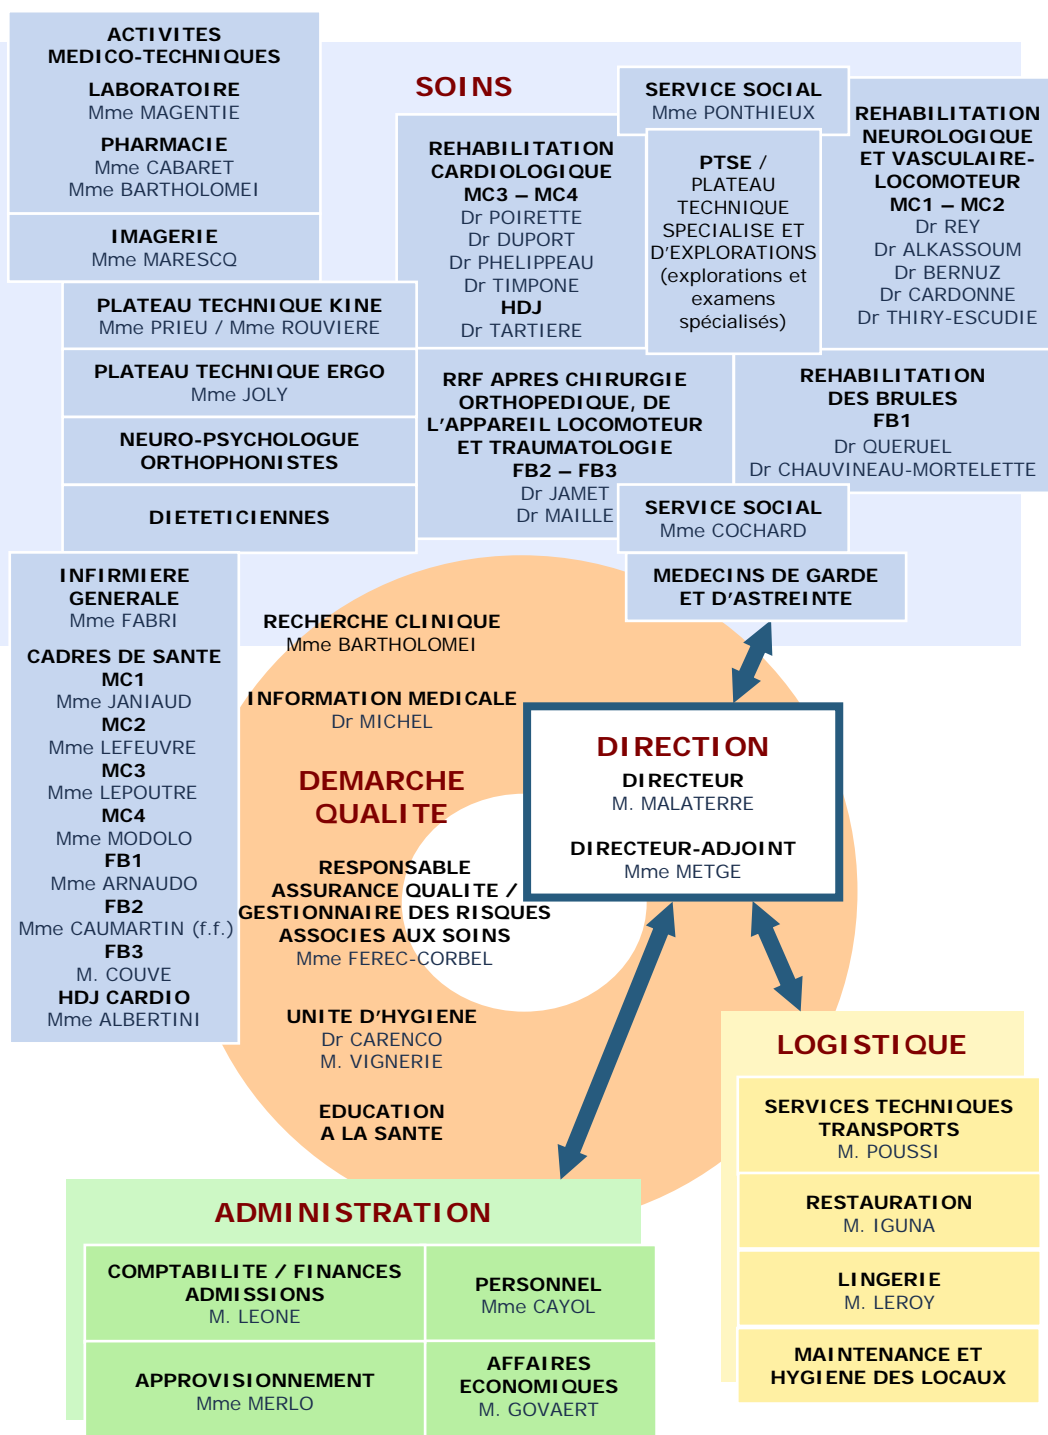 ACTIVITES
MEDICO-TECHNIQUES
LABORATOIRE
Mme MAGENTIE
PHARMACIE
Mme CABARET
Mme BARTHOLOMEI
IMAGERIE
Mme MARESCQ
PLATEAU TECHNIQUE KINE
Mme PRIEU / Mme ROUVIERE
PLATEAU TECHNIQUE ERGO
Mme JOLY
NEURO-PSYCHOLOGUE
ORTHOPHONISTES
DIETETICIENNES
SOINS
REHABILITATION
CARDIOLOGIQUE
MC3 – MC4
Dr POIRETTE
Dr DUPORT
Dr PHELIPPEAU
Dr TIMPONE
HDJ
Dr TARTIERE
SERVICE SOCIAL
Mme PONTHIEUX
PTSE /
PLATEAU
TECHNIQUE
SPECIALISE ET
D'EXPLORATIONS
(explorations et
examens
spécialisés)
REHABILITATION
NEUROLOGIQUE
ET VASCULAIRE-
LOCOMOTEUR
MC1 – MC2
Dr REY
Dr ALKASSOUM
Dr BERNUZ
Dr CARDONNE
Dr THIRY-ESCUDIE
RRF APRES CHIRURGIE
ORTHOPEDIQUE, DE
L'APPAREIL LOCOMOTEUR
ET TRAUMATOLOGIE
FB2 – FB3
Dr JAMET
Dr MAILLE
REHABILITATION
DES BRULES
FB1
Dr QUERUEL
Dr CHAUVINEAU-MORTELETTE
SERVICE SOCIAL
Mme COCHARD
MEDECINS DE GARDE
ET D'ASTREINTE
INFIRMIERE
GENERALE
Mme FABRI
CADRES DE SANTE
MC1
Mme JANIAUD
MC2
Mme LEFEUVRE
MC3
Mme LEPOUTRE
MC4
Mme MODOLO
FB1
Mme ARNAUDO
FB2
Mme CAUMARTIN (f.f.)
FB3
M. COUVE
HDJ CARDIO
Mme ALBERTINI
RECHERCHE CLINIQUE
Mme BARTHOLOMEI
INFORMATION MEDICALE
Dr MICHEL
DEMARCHE
QUALITE
RESPONSABLE
ASSURANCE QUALITE /
GESTIONNAIRE DES RISQUES
ASSOCIES AUX SOINS
Mme FEREC-CORBEL
UNITE D'HYGIENE
Dr CARENCO
M. VIGNERIE
EDUCATION
A LA SANTE
DIRECTION
DIRECTEUR
M. MALATERRE
DIRECTEUR-ADJOINT
Mme METGE
LOGISTIQUE
SERVICES TECHNIQUES
TRANSPORTS
M. POUSSI
RESTAURATION
M. IGUNA
LINGERIE
M. LEROY
MAINTENANCE ET
HYGIENE DES LOCAUX
ADMINISTRATION
COMPTABILITE / FINANCES
ADMISSIONS
M. LEONE
PERSONNEL
Mme CAYOL
APPROVISIONNEMENT
Mme MERLO
AFFAIRES
ECONOMIQUES
M. GOVAERT